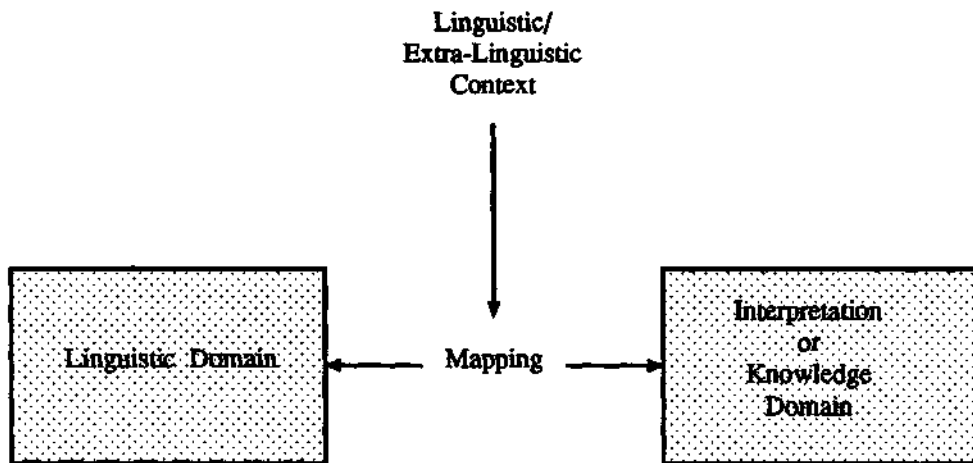 Linguistic/
Extra-Linguistic
Context
Linguistic Domain
Mapping
Interpretation
or
Knowledge
Domain